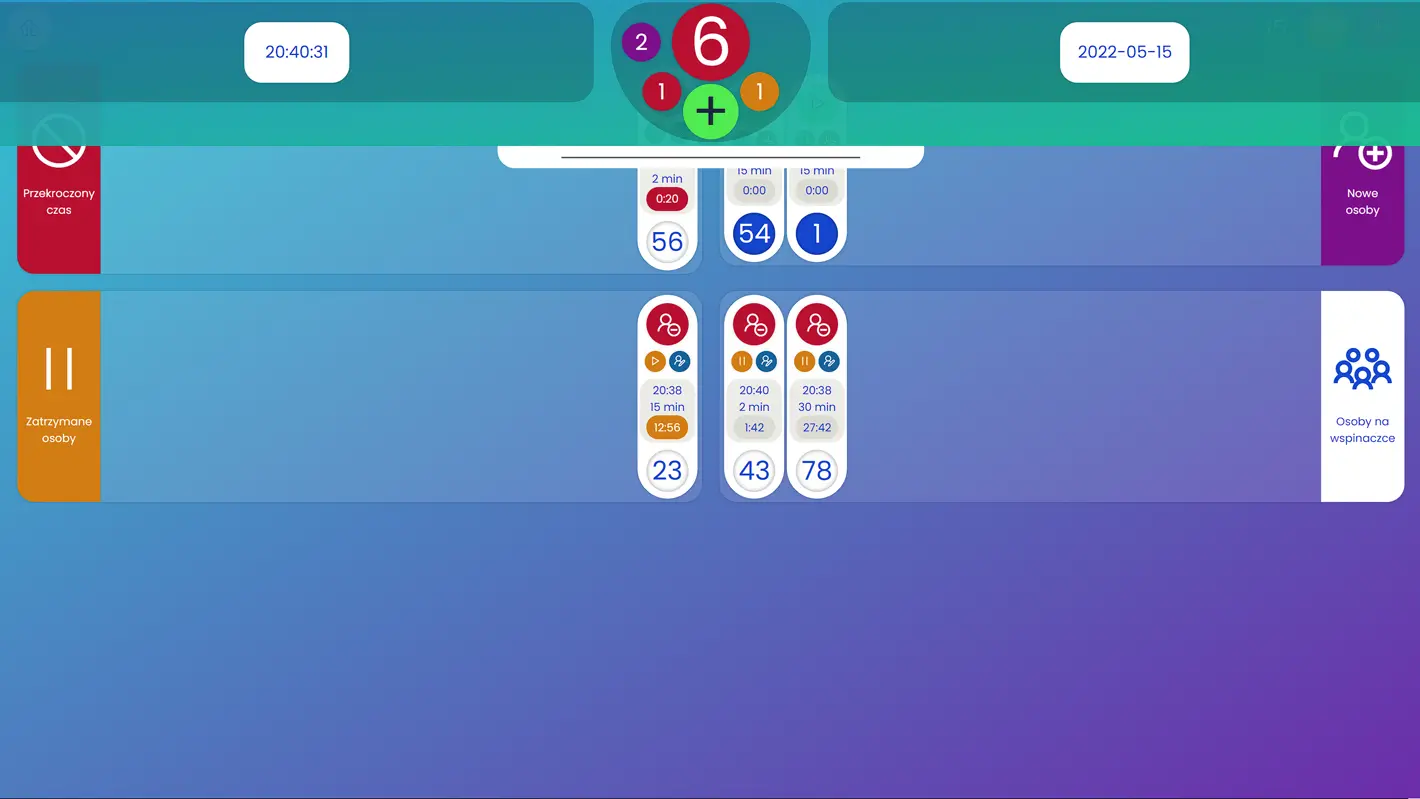 20:40:31
2
6
1
1
+
2022-05-15
Przekroczony
czas
2 min
0:20
56
15 min
0:00
54
15 min
0:00
1
Nowe
osoby
Zatrzymane
osoby
20:38
15 min
12:56
23
20:40
2 min
1:42
43
20:38
30 min
27:42
78
Osoby na
wspinaczce